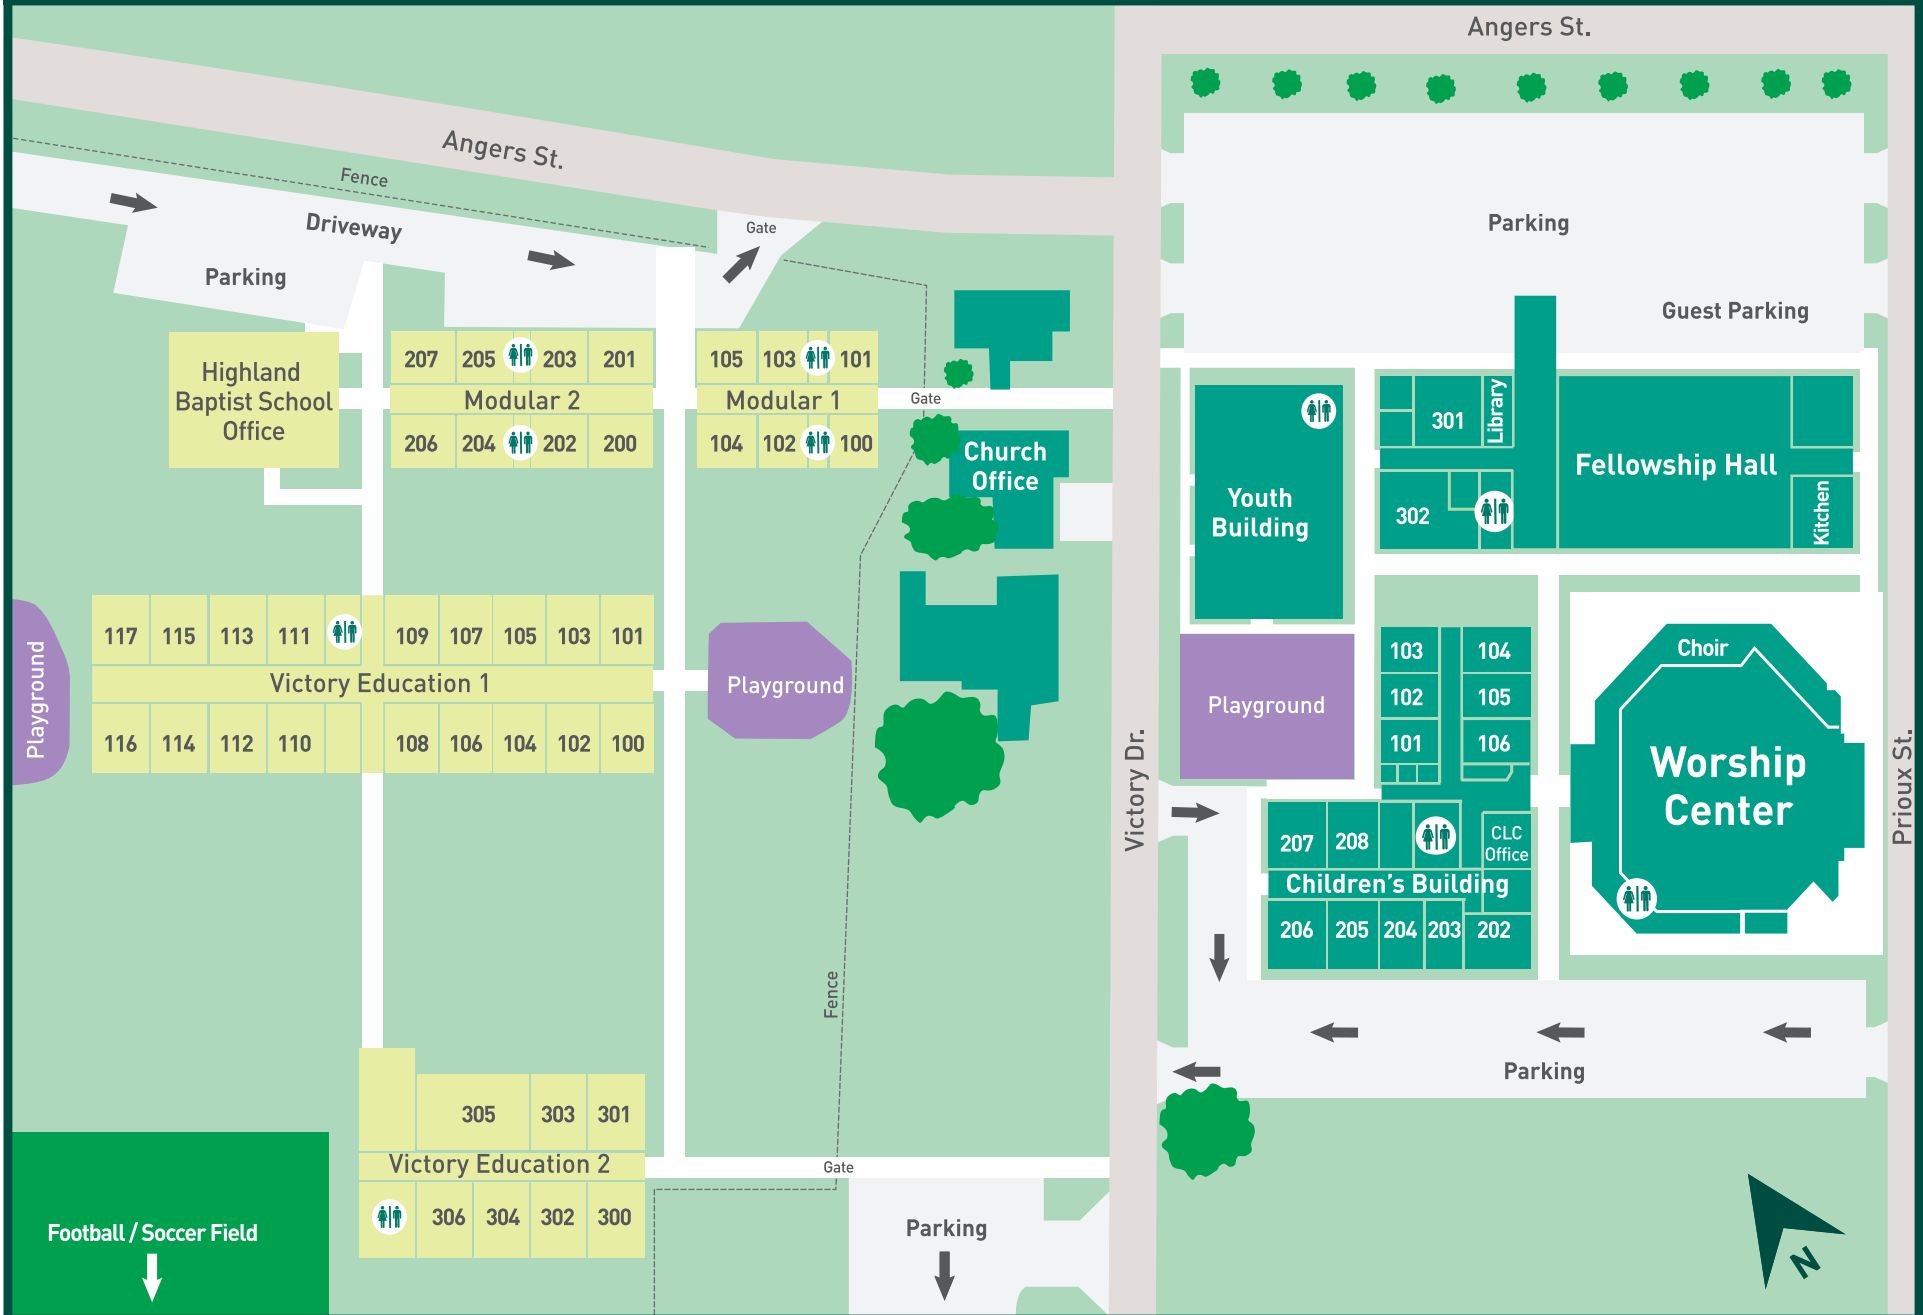 Angers St.
Angers St.
Fence
Driveway
Gate
Parking
Parking
Guest Parking
Highland
Baptist School
Office
207
205
203
201
Modular 2
206
204
202
200
105
103
101
Modular 1
104
102
100
Gate
Church
Office
Youth
Building
301
Library
302
Fellowship Hall
Kitchen
Playground
117
115
113
111
109
107
105
103
101
Victory Education 1
116
114
112
110
108
106
104
102
100
Playground
Playground
Victory Dr.
103
104
102
105
101
106
Choir
Worship
Center
Prioux St.
207
208
CLC
Office
Children's Building
206
205
204
203
202
Fence
Parking
305
303
301
Victory Education 2
306
304
302
300
Gate
Parking
Football / Soccer Field
N